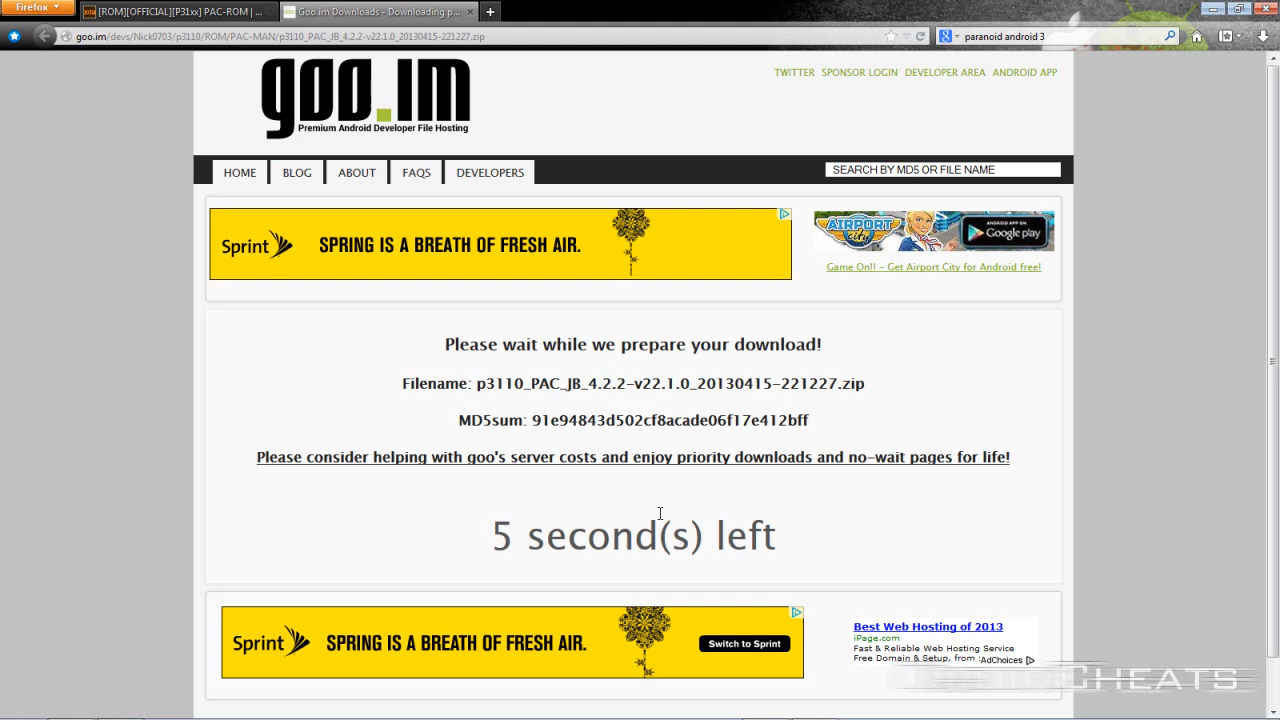 Firefox
[ROM][OFFICIAL][P31xx] PAC-ROM | ...
Goo.im Downloads - Downloading p...
goo.im/devs/Nick0703/p3110/ROM/PAC-MAN/p3110_PAC_JB_4.2.2-v22.1.0_20130415-221227.zip
paranoid android 3
goo.im
Premium Android Developer File Hosting
TWITTER SPONSOR LOGIN DEVELOPER AREA ANDROID APP
HOME BLOG ABOUT FAQS DEVELOPERS
SEARCH BY MD5 OR FILE NAME
Sprint SPRING IS A BREATH OF FRESH AIR.
AIRPORT city
ANDROID APP ON
Google play
Game On!! - Get Airport City for Android free!
Please wait while we prepare your download!
Filename: p3110_PAC_JB_4.2.2-v22.1.0_20130415-221227.zip
MD5sum: 91e94843d502cf8acade06f17e412bff
Please consider helping with goo's server costs and enjoy priority downloads and no-wait pages for life!
5 second(s) left
Sprint SPRING IS A BREATH OF FRESH AIR.
Switch to Sprint
Best Web Hosting of 2013
iPage.com
Fast & Reliable Web Hosting Service
Free Domain & Setup, from
AdChoices
CHEATS